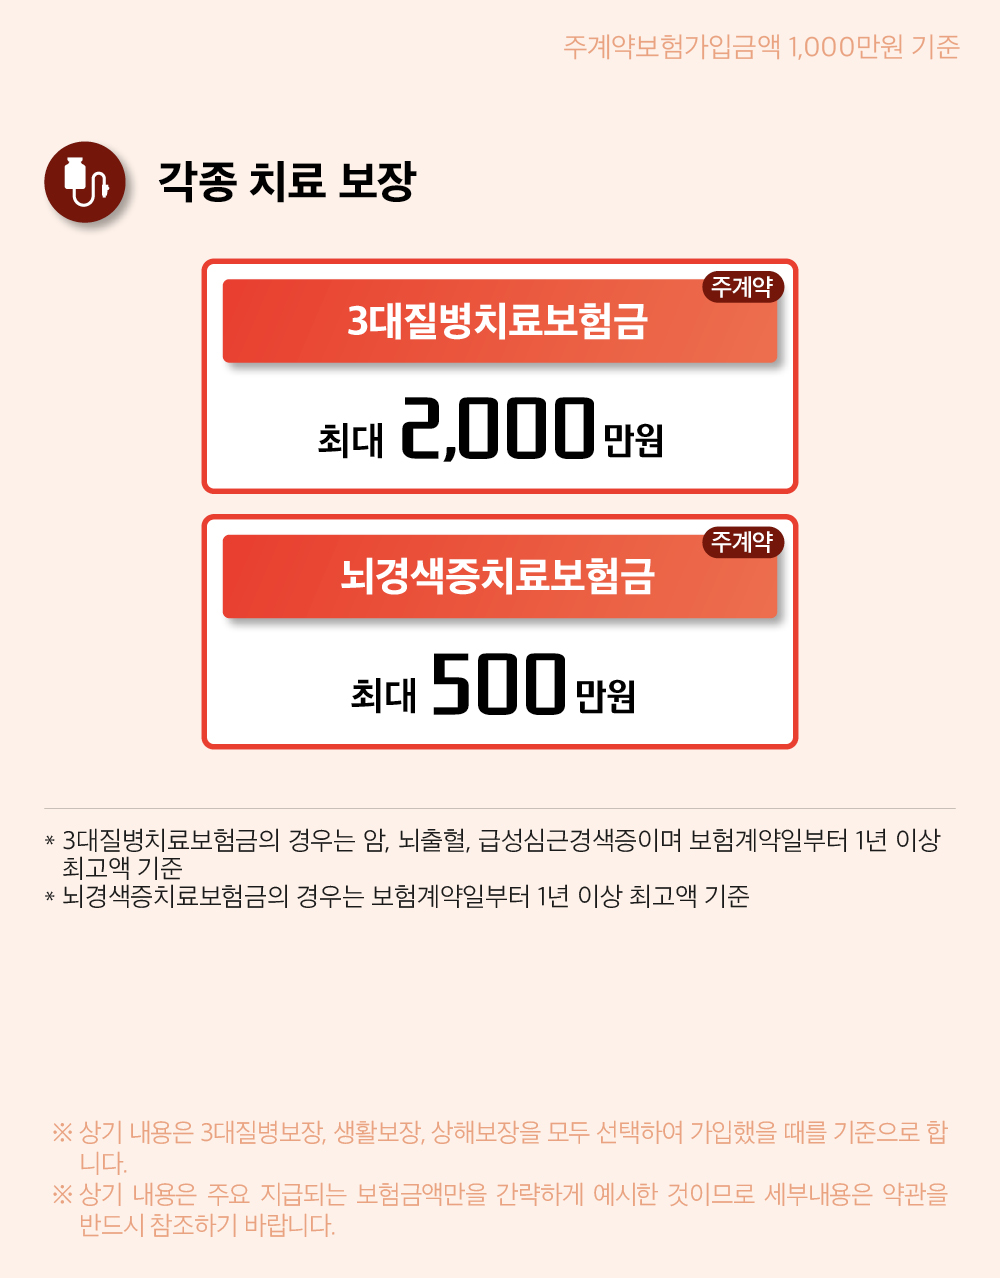 주계약보험가입금액 1,000만원 기준
각종 치료 보장
주계약
3대질병치료보험금
최대 2,000만원
주계약
뇌경색증치료보험금
최대 500만원
* 3대질병치료보험금의 경우는 암, 뇌출혈, 급성심근경색증이며 보험계약일부터 1년 이상
최고액 기준
* 뇌경색증치료보험금의 경우는 보험계약일부터 1년 이상 최고액 기준
※ 상기 내용은 3대질병보장, 생활보장, 상해보장을 모두 선택하여 가입했을 때를 기준으로 합
니다.
※ 상기 내용은 주요 지급되는 보험금액만을 간략하게 예시한 것이므로 세부내용은 약관을
반드시 참조하기 바랍니다.